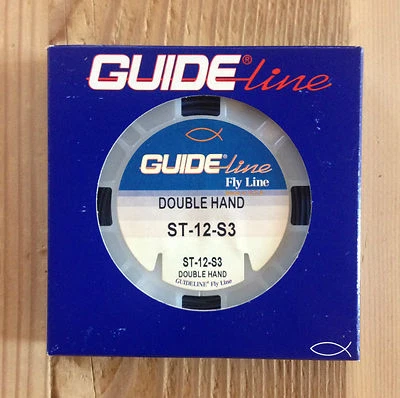 GUIDE®line
GUIDE®line
Fly Line
DOUBLE HAND
ST-12-S3
ST-12-S3
DOUBLE HAND
GUIDELINE® Fly Line